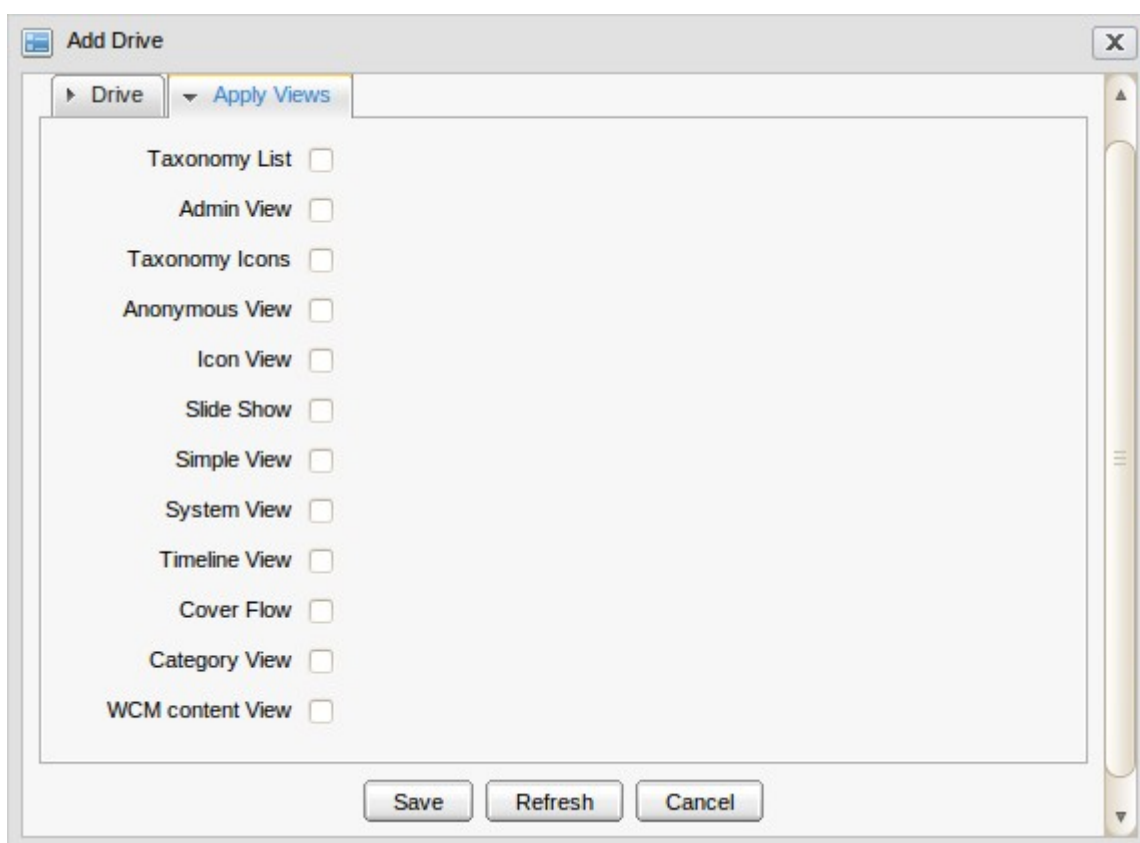 Add Drive
X
Drive
Apply Views
Taxonomy List
Admin View
Taxonomy Icons
Anonymous View
Icon View
Slide Show
Simple View
System View
Timeline View
Cover Flow
Category View
WCM content View
Save Refresh Cancel